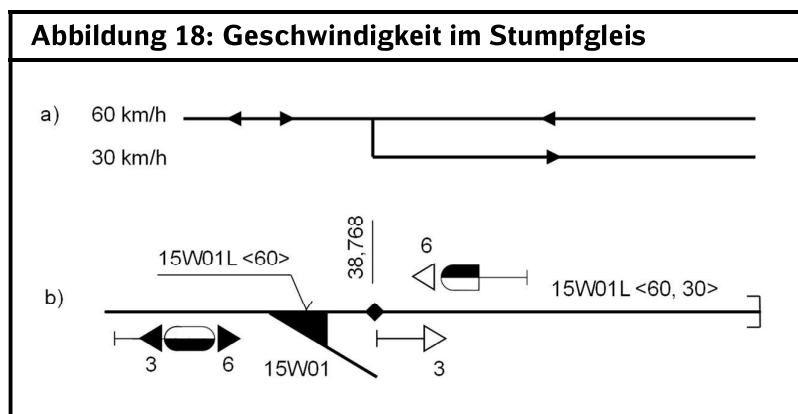 Abbildung 18: Geschwindigkeit im Stumpfgleis
a) 60 km/h
30 km/h
38,768
6
15W01L <60>
15W01L <60, 30>
b)
3 6 15W01 3